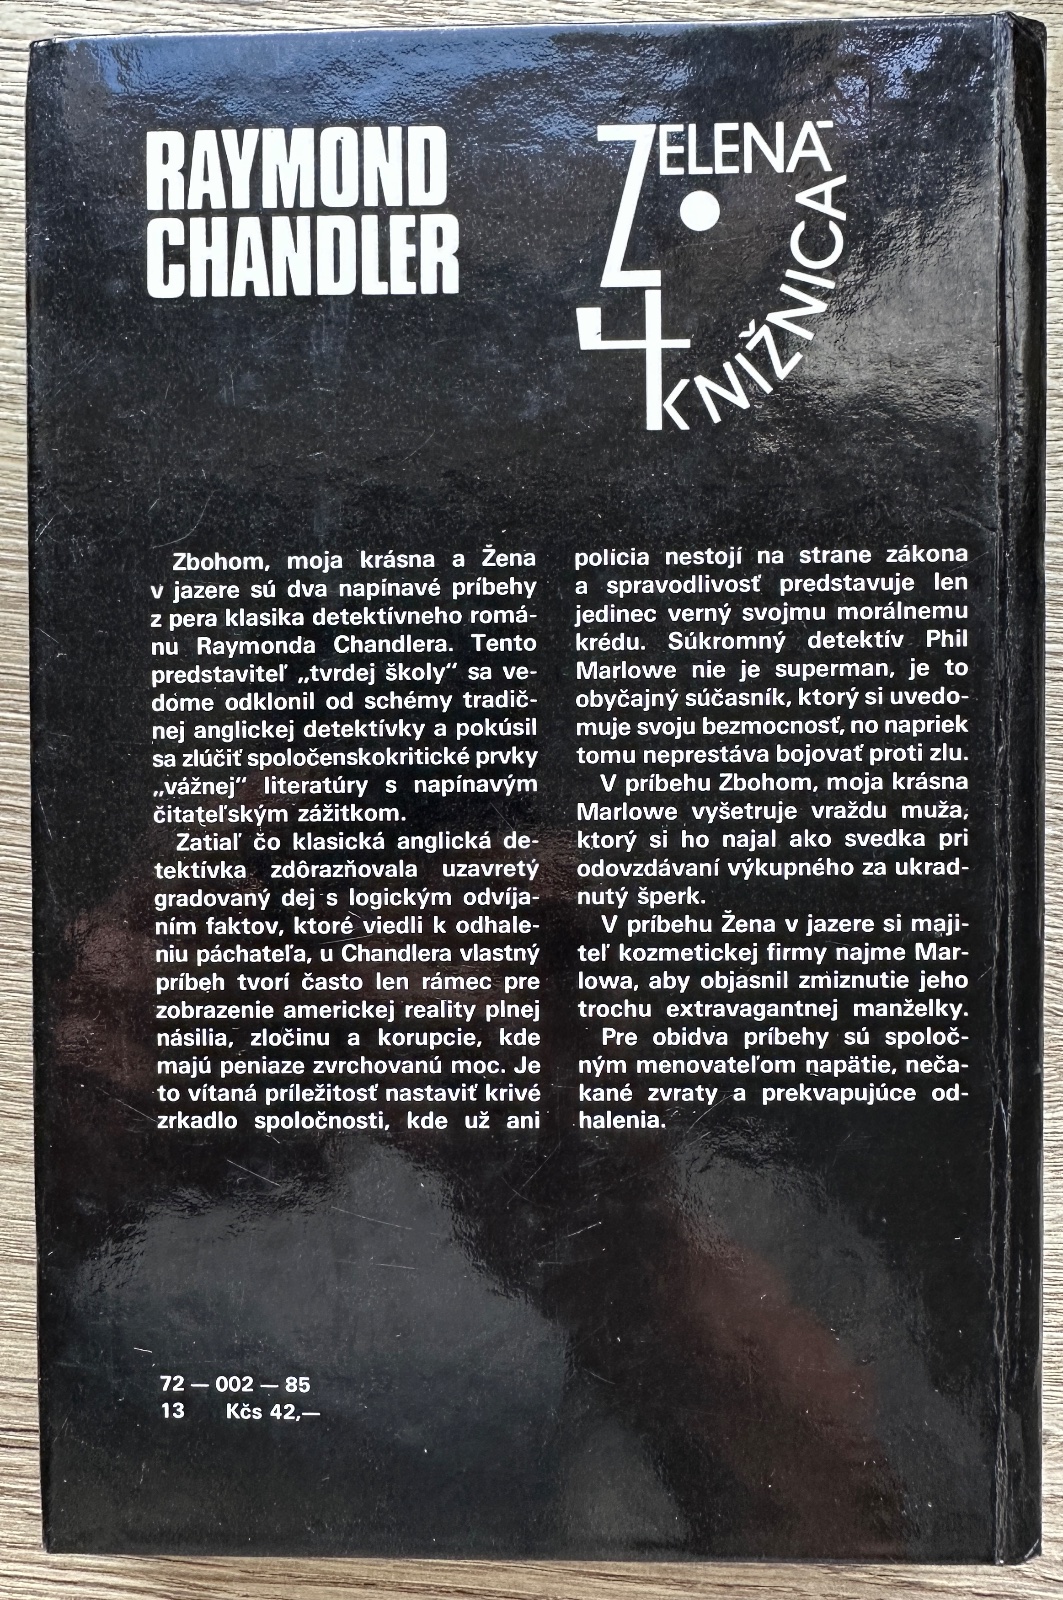 RAYMOND
CHANDLER
ZELENÁ
KNIŽNICA
Zbohom, moja krásna a Žena
v jazere sú dva napínavé príbehy
z pera klasika detektívneho romá-
nu Raymonda Chandlera. Tento
predstaviteľ „tvrdej školy“ sa ve-
dome odklonil od schémy tradič-
nej anglickej detektívky a pokúsil
sa zlúčiť spoločenskokritické prvky
„vážnej“ literatúry s napínavým
čitateľským zážitkom.
Zatiaľ čo klasická anglická de-
tektívka zdôrazňovala uzavretý
gradovaný dej s logickým odvíja-
ním faktov, ktoré viedli k odhale-
niu páchateľa, u Chandlera vlastný
príbeh tvorí často len rámec pre
zobrazenie americkej reality plnej
násilia, zločinu a korupcie, kde
majú peniaze zvrchovanú moc. Je
to vítaná príležitosť nastaviť krivé
zrkadlo spoločnosti, kde už ani
polícia nestojí na strane zákona
a spravodlivosť predstavuje len
jedinec verný svojmu morálnemu
krédu. Súkromný detektív Phil
Marlowe nie je superman, je to
obyčajný súčasník, ktorý si uvedo-
muje svoju bezmocnosť, no napriek
tomu neprestáva bojovať proti zlu.
V príbehu Zbohom, moja krásna
Marlowe vyšetruje vraždu muža,
ktorý si ho najal ako svedka pri
odovzdávaní výkupného za ukrad-
nutý šperk.
V príbehu Žena v jazere si maji-
teľ kozmetickej firmy najme Mar-
lowa, aby objasnil zmiznutie jeho
trochu extravagantnej manželky.
Pre obidva príbehy sú spoloč-
ným menovateľom napätie, neča-
kané zvraty a prekvapujúce od-
halenia.
72 — 002 — 85
13 Kčs 42,—